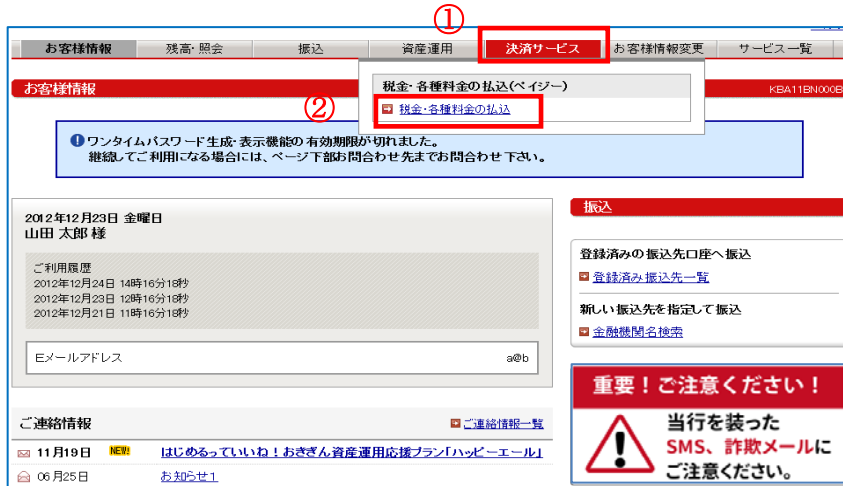 ①
お客様情報 残高・照会 振込 資産運用 決済サービス お客様情報変更 サービス一覧
税金・各種料金の払込(ペイジー)
お客様情報
KBA11BN000B
②
税金・各種料金の払込
ワンタイムパスワード生成・表示機能の有効期限が切れました。
継続してご利用になる場合には、ページ下部お問合わせ先までお問合わせ下さい。
2012年12月23日 金曜日
山田 太郎 様
ご利用履歴
2012年12月24日 14時16分18秒
2012年12月23日 12時16分18秒
2012年12月21日 11時16分18秒
Eメールアドレス a@b
振込
登録済みの振込先口座へ振込
登録済み振込先一覧
新しい振込先を指定して振込
金融機関名検索
重要！ご注意ください！
当行を装った
SMS、詐欺メールに
ご注意ください。
ご連絡情報
ご連絡情報一覧
11月19日 NEW! はじめるっていいね！おきぎん資産運用応援プラン「ハッピーエール」
06月25日 お知らせ1